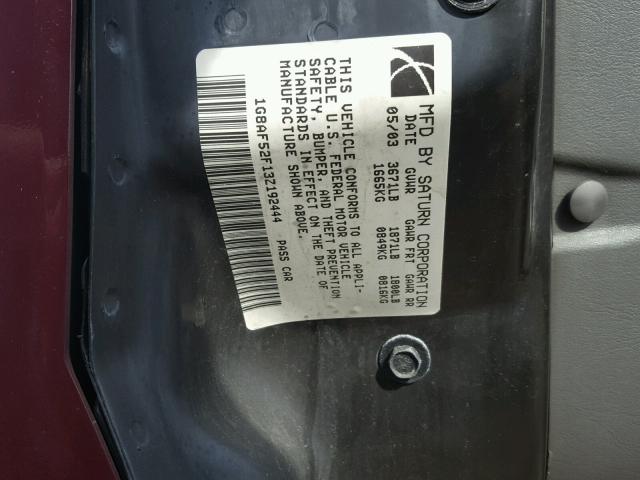 MFD BY SATURN CORPORATION
DATE GVWR GAWR FRT GAWR RR
05/03 3671LB 1871LB 1800LB
1665KG 0849KG 0816KG
THIS VEHICLE CONFORMS TO ALL APPLI-
CABLE U.S. FEDERAL MOTOR VEHICLE
SAFETY, BUMPER, AND THEFT PREVENTION
STANDARDS IN EFFECT ON THE DATE OF
MANUFACTURE SHOWN ABOVE.
1G8AF52F13Z192444 PASS CAR